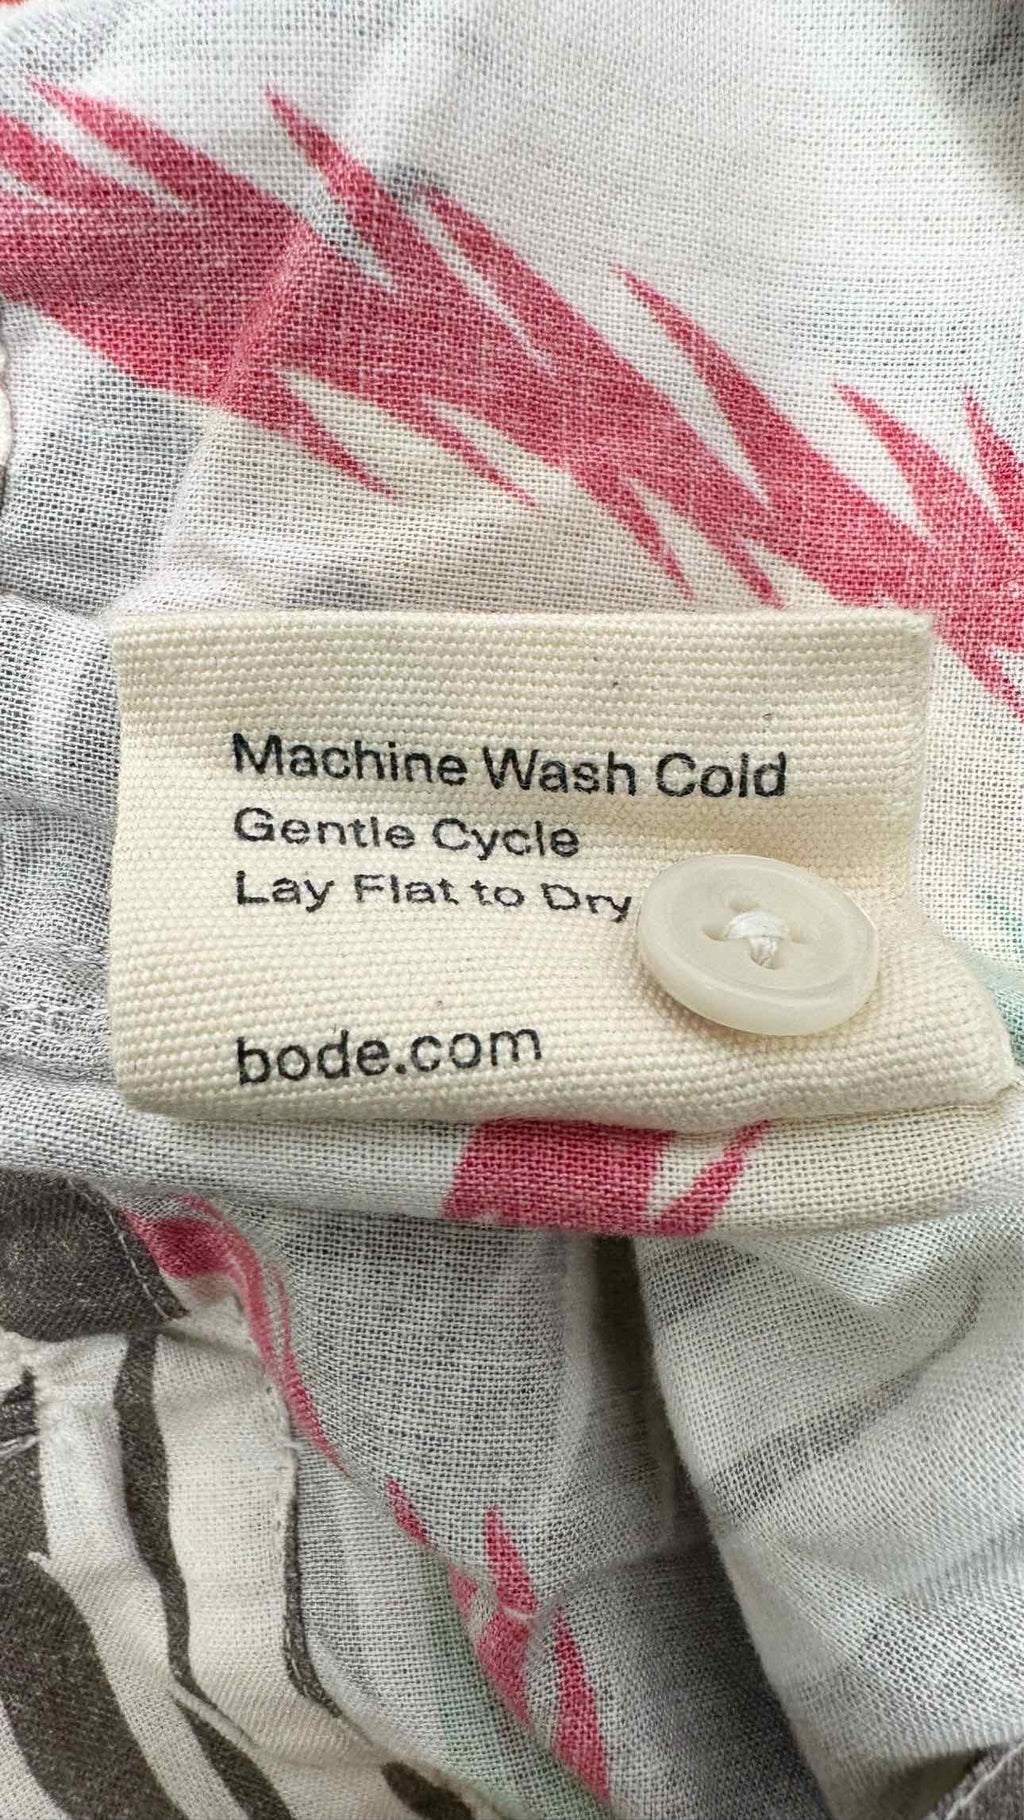 Machine Wash Cold
Gentle Cycle
Lay Flat to Dry
bode.com